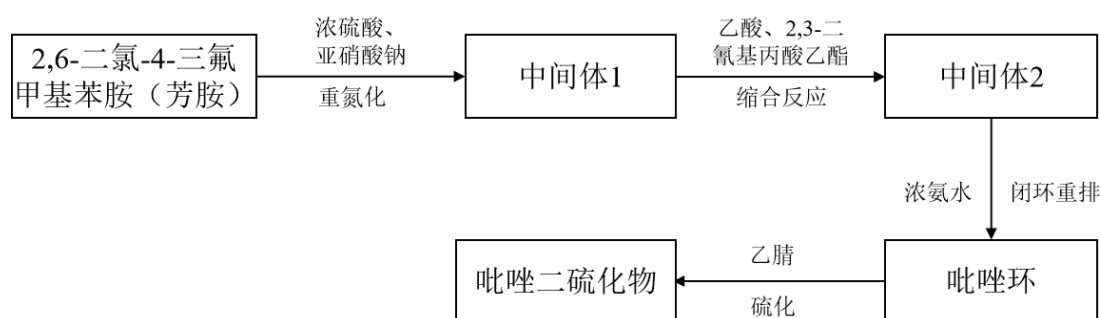 2,6-二氯-4-三氟
甲基苯胺（芳胺）
浓硫酸、
亚硝酸钠
重氮化
中间体1
乙酸、2,3-二
氰基丙酸乙酯
缩合反应
中间体2
浓氨水
闭环重排
吡唑环
乙腈
硫化
吡唑二硫化物